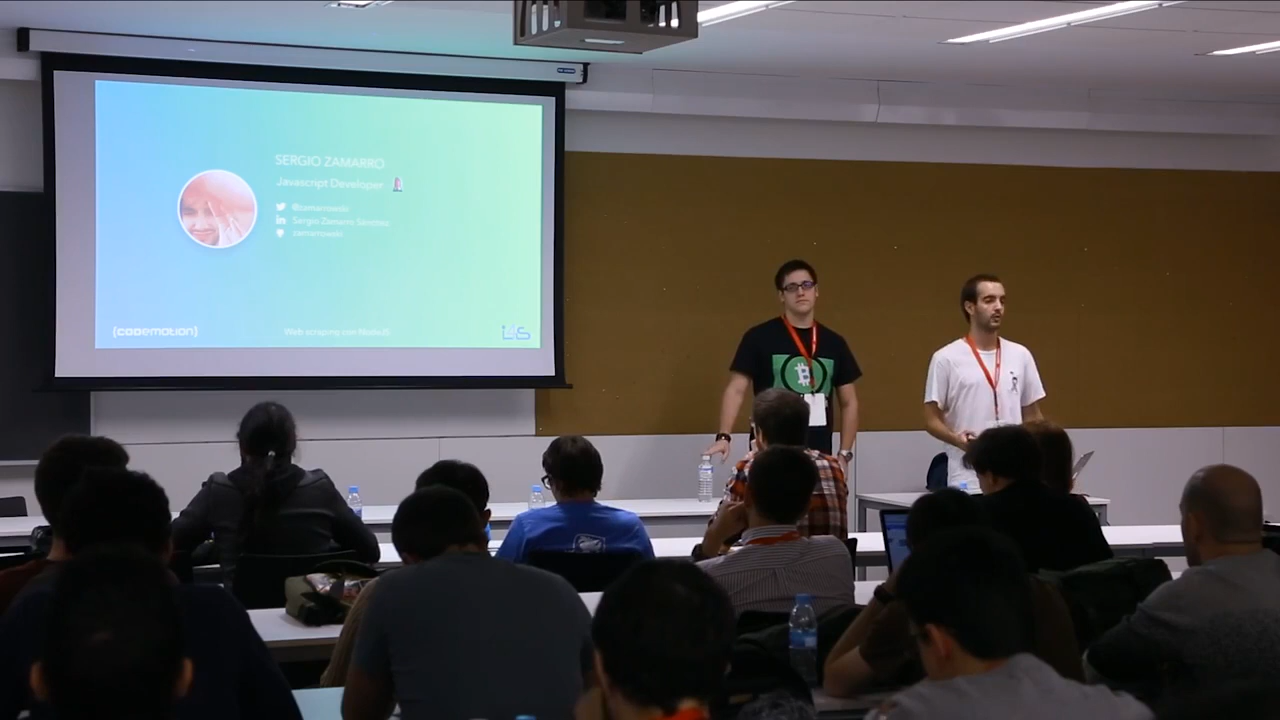 SERGIO ZAMARRO
Javascript Developer
@zamarrowski
Sergio Zamarro Sánchez
zamarrowski
{codemotion}
Web scraping con NodeJS